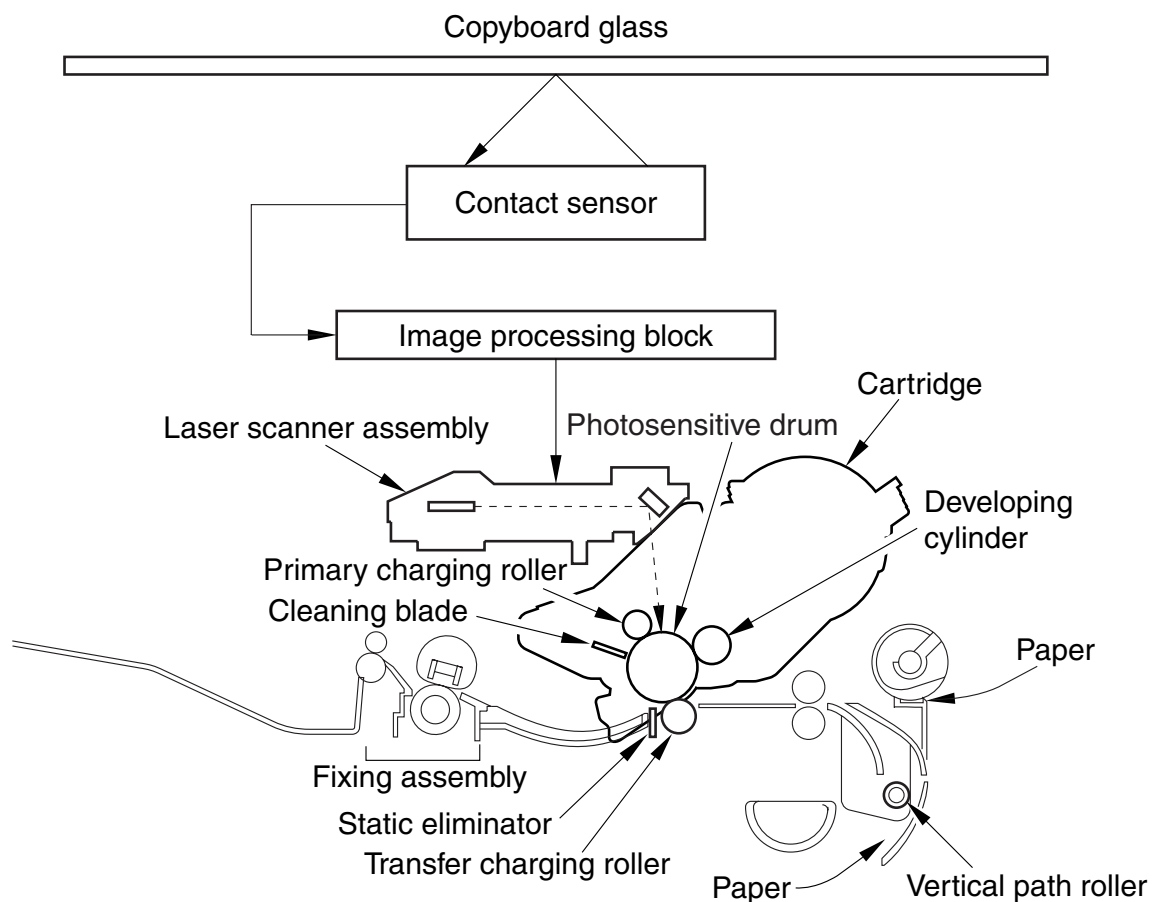 Copyboard glass
Contact sensor
Image processing block
Cartridge
Laser scanner assembly
Photosensitive drum
Developing
cylinder
Primary charging roller
Cleaning blade
Paper
Fixing assembly
Static eliminator
Transfer charging roller
Paper
Vertical path roller